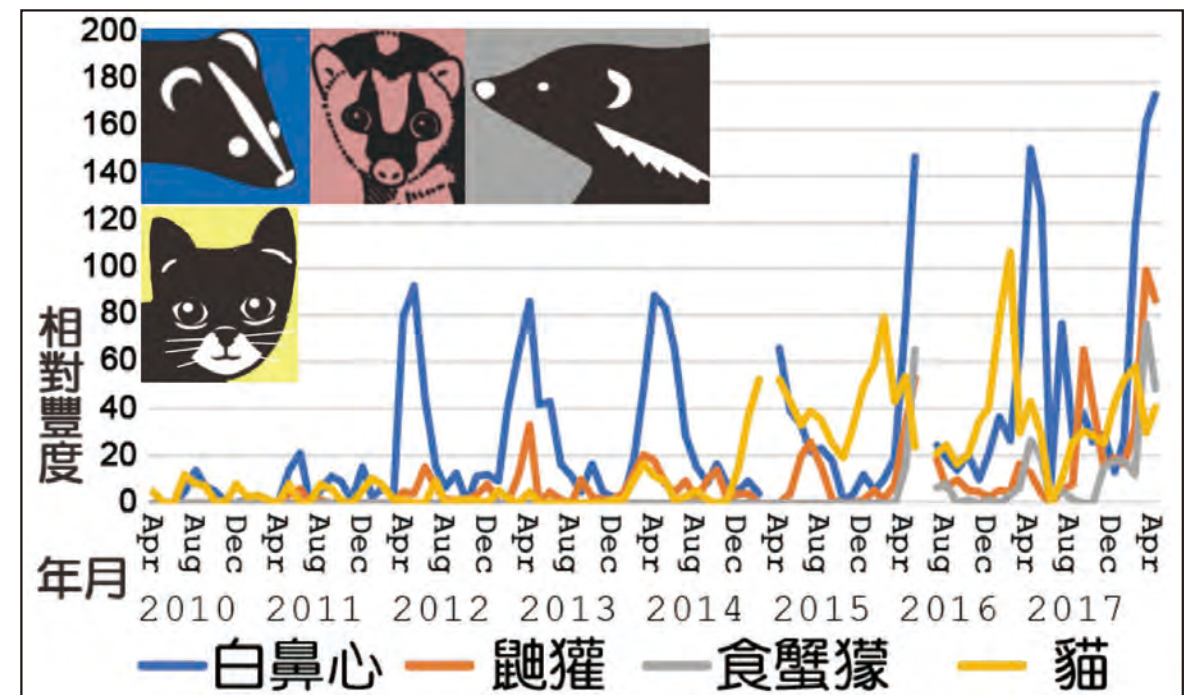 200
180
160
140
120
100
80
60
40
20
0
相對豐度
Apr Aug Dec Apr Aug Dec Apr Aug Dec Apr Aug Dec Apr Aug Dec Apr Aug Dec Apr Aug Dec Apr Aug Dec Apr
年月
2010 2011 2012 2013 2014 2015 2016 2017
白鼻心 鼬獾 食蟹獴 貓